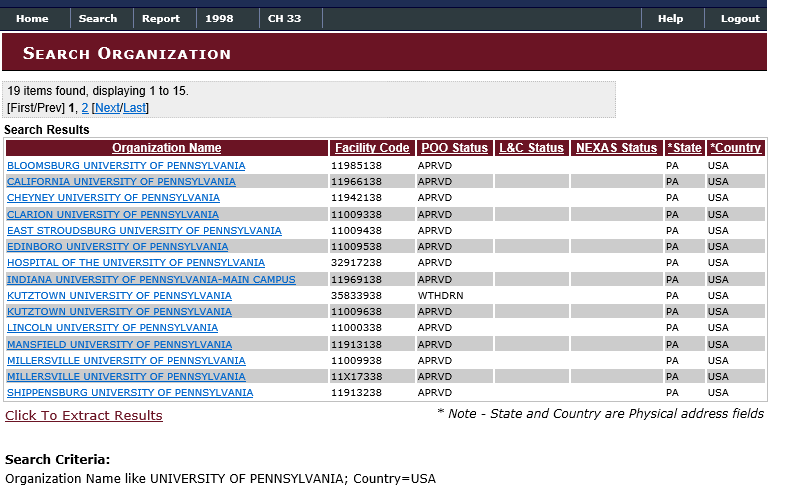 Home Search Report 1998 CH 33 Help Logout
SEARCH ORGANIZATION
19 items found, displaying 1 to 15.
[First/Prev] 1, 2 [Next/Last]
Search Results
Organization Name Facility Code POO Status L&C Status NEXAS Status *State *Country
BLOOMSBURG UNIVERSITY OF PENNSYLVANIA 11985138 APRVD PA USA
CALIFORNIA UNIVERSITY OF PENNSYLVANIA 11966138 APRVD PA USA
CHEYNEY UNIVERSITY OF PENNSYLVANIA 11942138 APRVD PA USA
CLARION UNIVERSITY OF PENNSYLVANIA 11009338 APRVD PA USA
EAST STROUDSBURG UNIVERSITY OF PENNSYLVANIA 11009438 APRVD PA USA
EDINBORO UNIVERSITY OF PENNSYLVANIA 11009538 APRVD PA USA
HOSPITAL OF THE UNIVERSITY OF PENNSYLVANIA 32917238 APRVD PA USA
INDIANA UNIVERSITY OF PENNSYLVANIA-MAIN CAMPUS 11969138 APRVD PA USA
KUTZTOWN UNIVERSITY OF PENNSYLVANIA 35833938 WTHDRN PA USA
KUTZTOWN UNIVERSITY OF PENNSYLVANIA 11009638 APRVD PA USA
LINCOLN UNIVERSITY OF PENNSYLVANIA 11000338 APRVD PA USA
MANSFIELD UNIVERSITY OF PENNSYLVANIA 11913138 APRVD PA USA
MILLERSVILLE UNIVERSITY OF PENNSYLVANIA 11009938 APRVD PA USA
MILLERSVILLE UNIVERSITY OF PENNSYLVANIA 11X17338 APRVD PA USA
SHIPPENSBURG UNIVERSITY OF PENNSYLVANIA 11913238 APRVD PA USA
Click To Extract Results * Note - State and Country are Physical address fields
Search Criteria:
Organization Name like UNIVERSITY OF PENNSYLVANIA; Country=USA